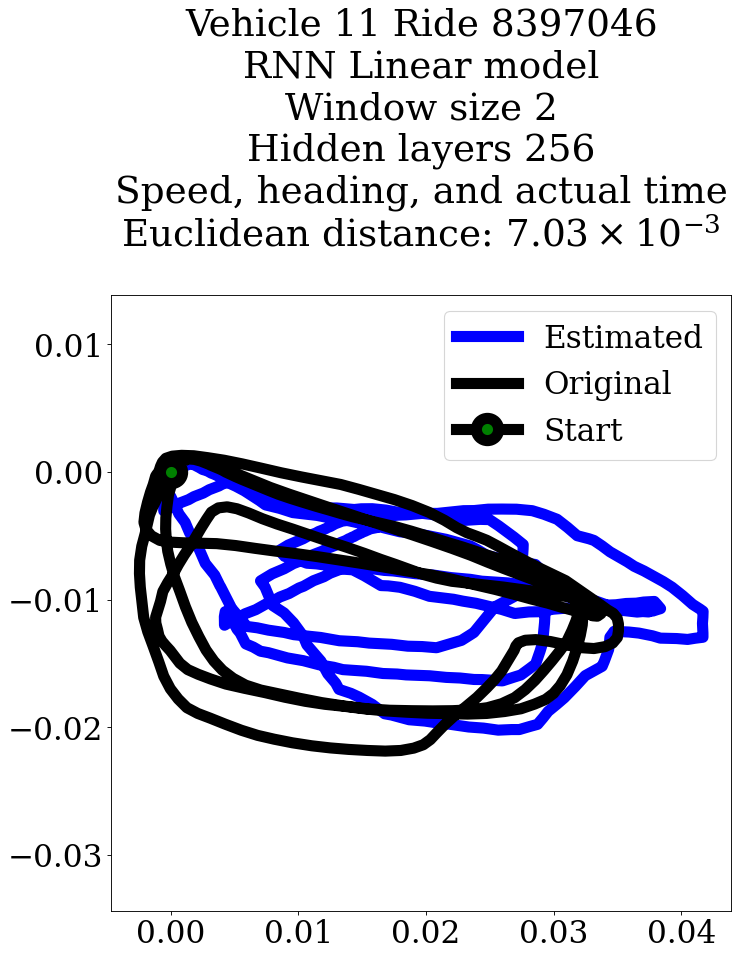 Vehicle 11 Ride 8397046
RNN Linear model
Window size 2
Hidden layers 256
Speed, heading, and actual time
Euclidean distance: 7.03 × 10⁻³
Estimated
Original
Start
0.01
0.00
−0.01
−0.02
−0.03
0.00 0.01 0.02 0.03 0.04